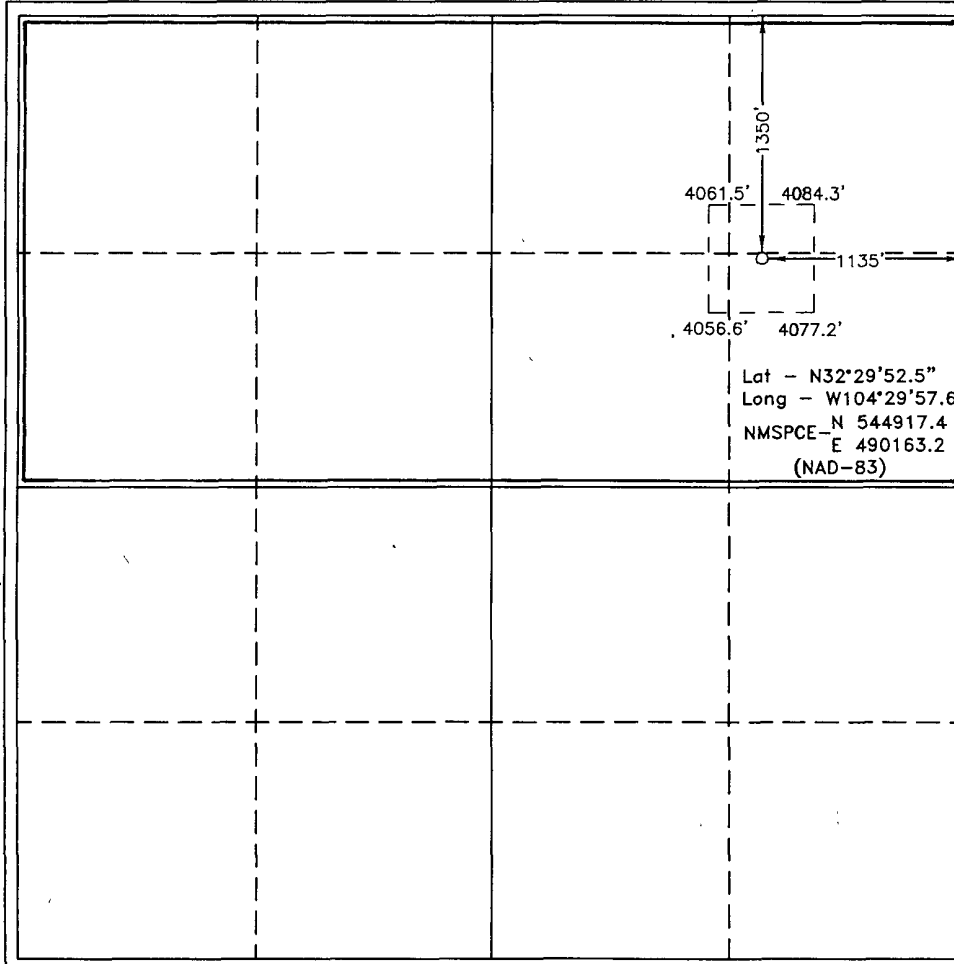 1350'
4061.5' 4084.3'
1135'
4056.6' 4077.2'
Lat – N32°29'52.5"
Long – W104°29'57.6
NMSPCE– N 544917.4
E 490163.2
(NAD–83)